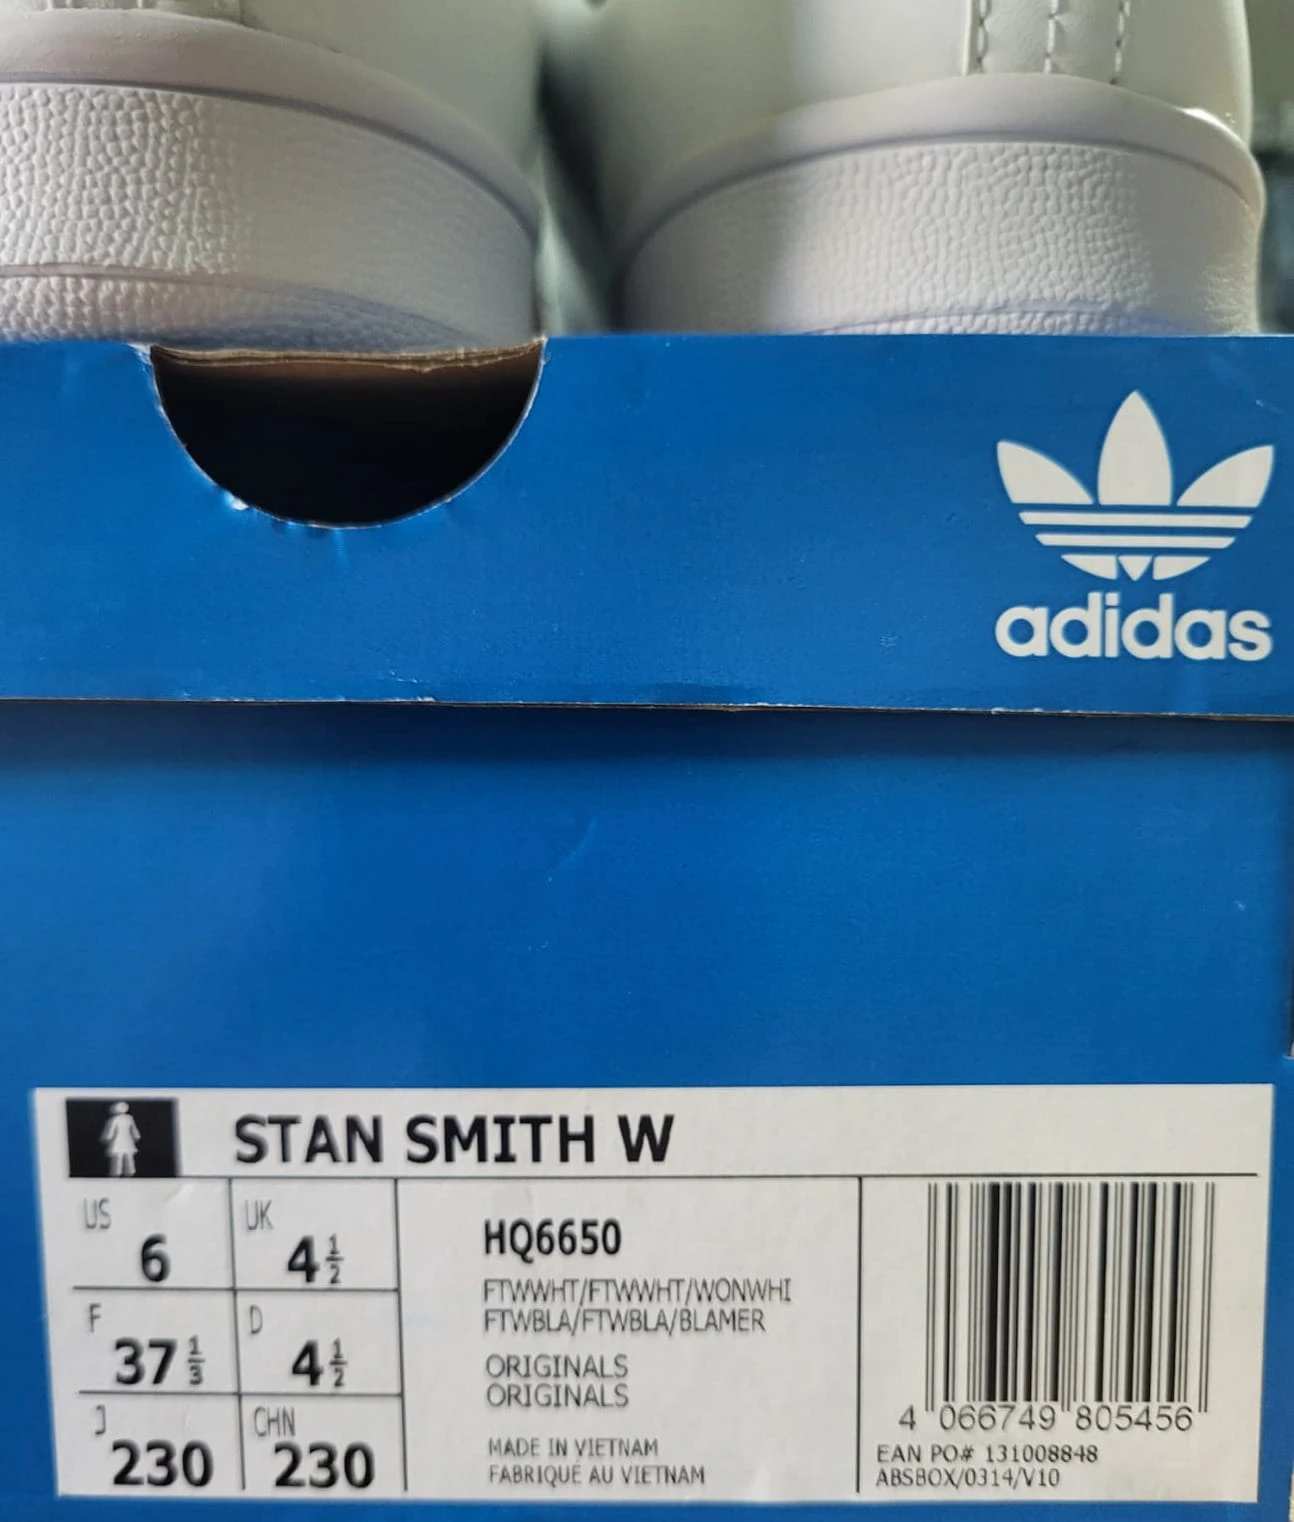 adidas
STAN SMITH W
US
6
UK
4 1/2
F
37 1/3
D
4 1/2
J
230
CHN
230
HQ6650
FTWWHT/FTWWHT/WONWHI
FTWBLA/FTWBLA/BLAMER
ORIGINALS
ORIGINALS
MADE IN VIETNAM
FABRIQUÉ AU VIETNAM
4 066749 805456
EAN PO# 131008848
ABSBOX/0314/V10